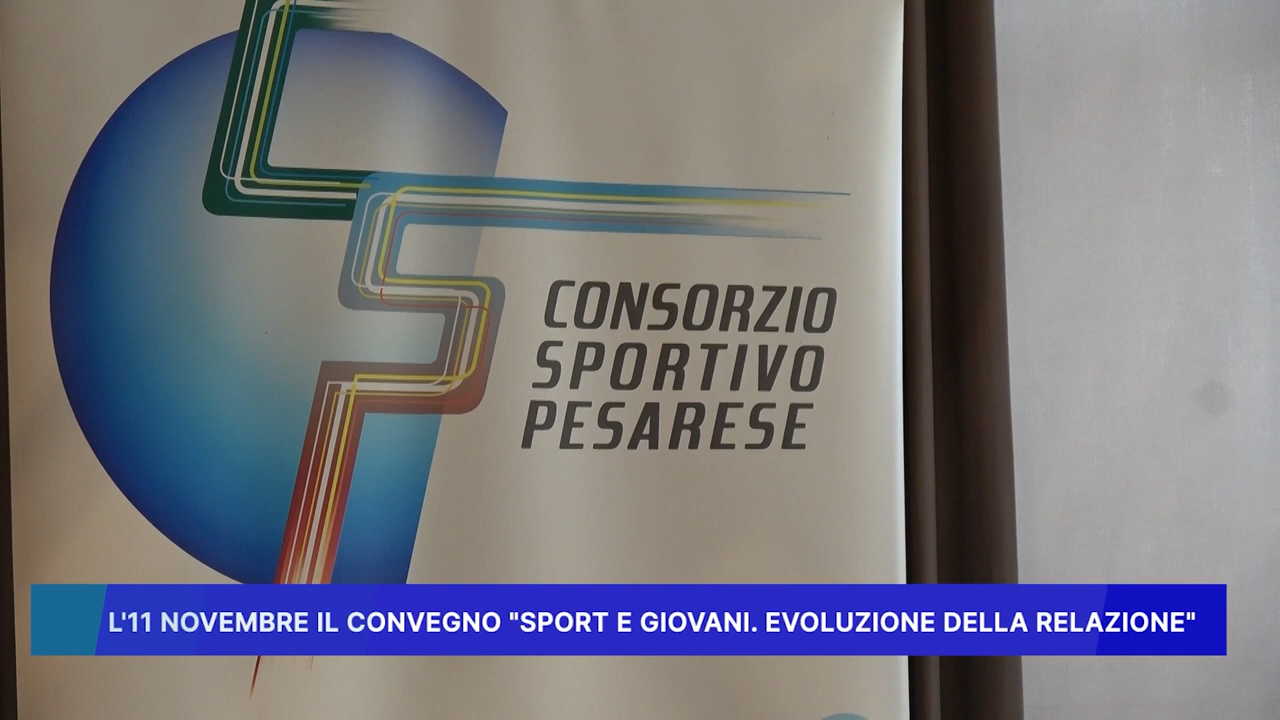 CONSORZIO
SPORTIVO
PESARESE
L'11 NOVEMBRE IL CONVEGNO "SPORT E GIOVANI. EVOLUZIONE DELLA RELAZIONE"